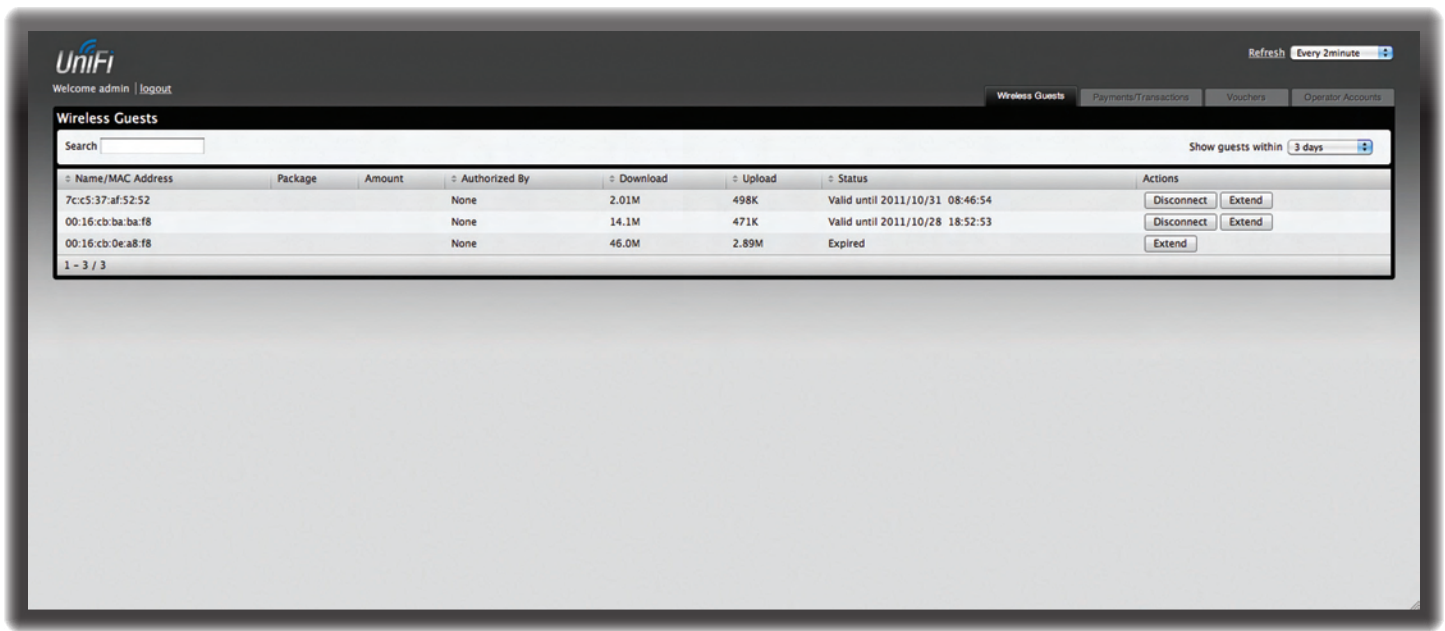 UniFi
Refresh Every 2minute
Welcome admin | logout
Wireless Guests Payments/Transactions Vouchers Operator Accounts
Wireless Guests
Search Show guests within 3 days
Name/MAC Address Package Amount Authorized By Download Upload Status Actions
7c:c5:37:af:52:52 None 2.01M 498K Valid until 2011/10/31 08:46:54 Disconnect Extend
00:16:cb:ba:ba:f8 None 14.1M 471K Valid until 2011/10/28 18:52:53 Disconnect Extend
00:16:cb:0e:a8:f8 None 46.0M 2.89M Expired Extend
1 - 3 / 3